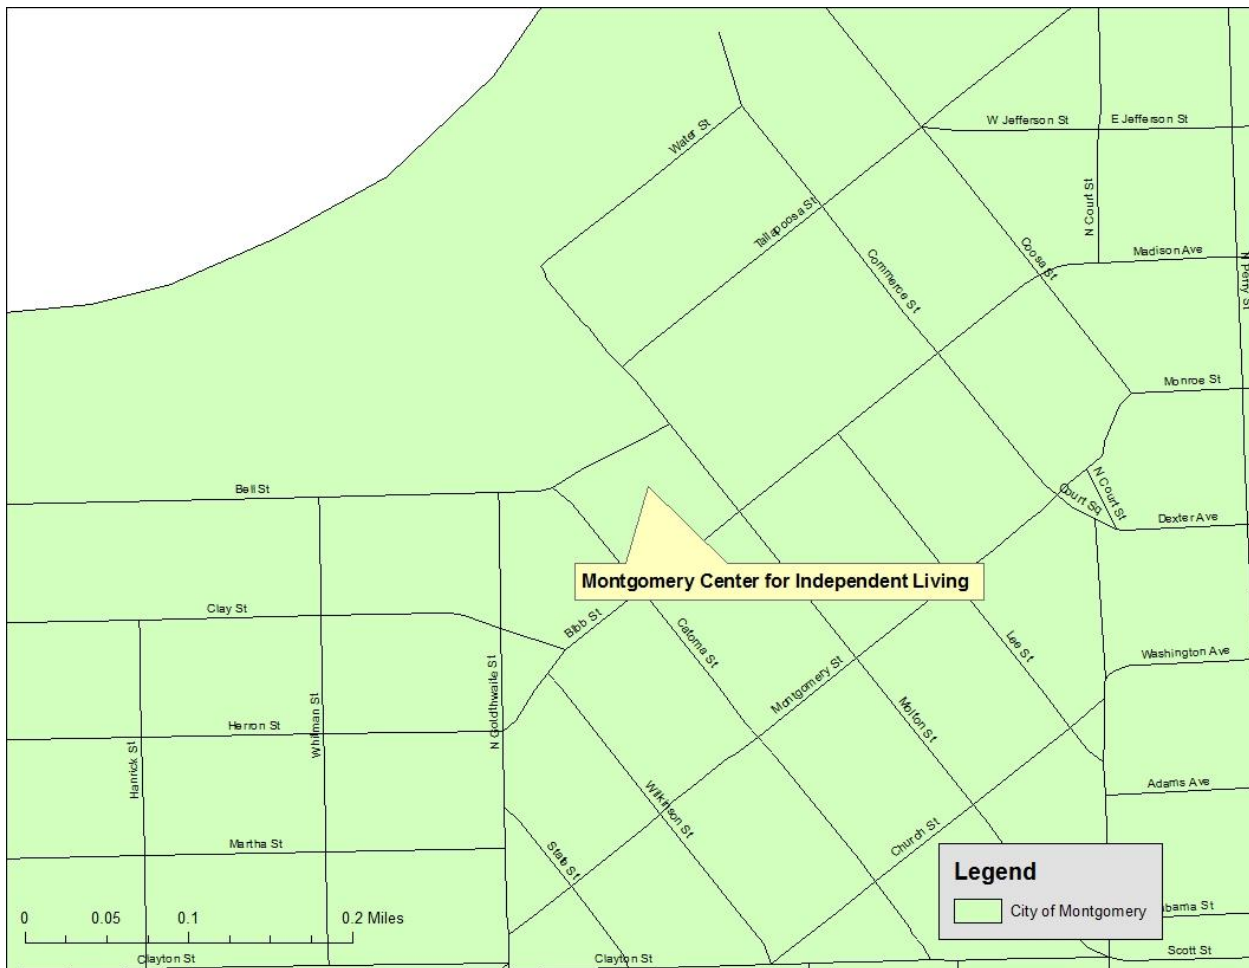 W Jefferson St
E Jefferson St
Water St
N Court St
Tallapoosa St
Coosa St
Madison Ave
N Perry St
Commerce St
Monroe St
Bell St
N Court St
Court Sq
Dexter Ave
Montgomery Center for Independent Living
Clay St
Bibb St
Catoma St
Lee St
Washington Ave
Montgomery St
N Goldthwaite St
Whitman St
Herron St
Molton St
Hanrick St
Adams Ave
Wilkinson St
Church St
Martha St
State St
Legend
City of Montgomery
abama St
0 0.05 0.1 0.2 Miles
Clayton St
Clayton St
Scott St